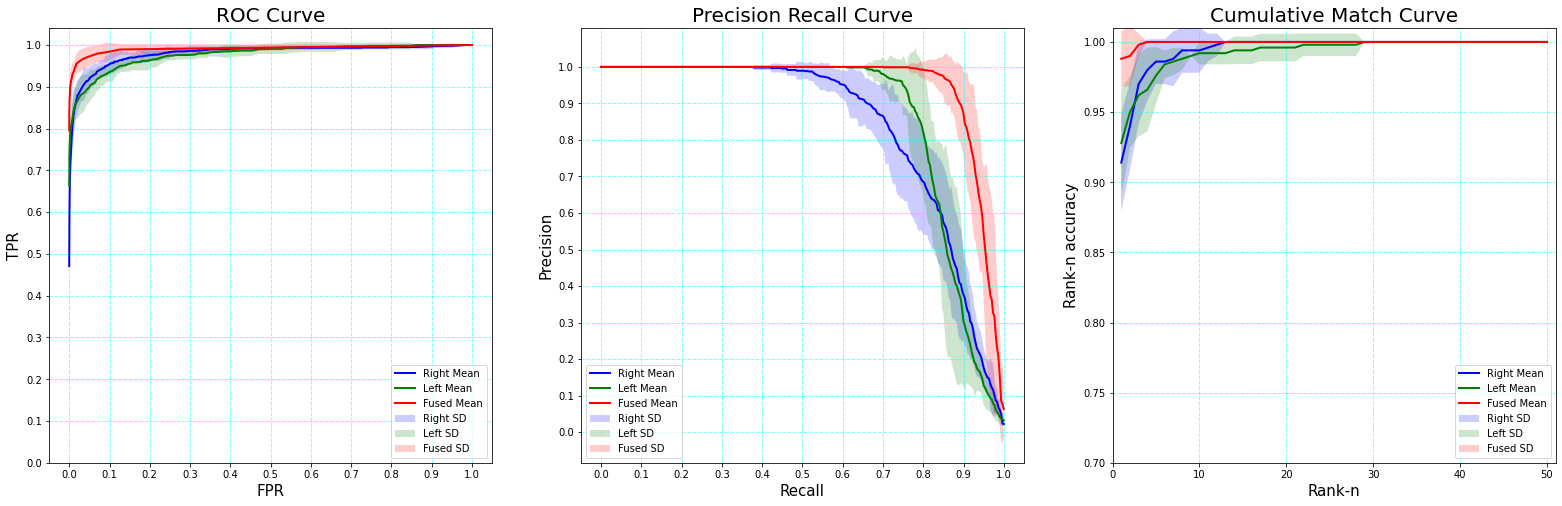 ROC Curve
TPR
1.0
0.9
0.8
0.7
0.6
0.5
0.4
0.3
0.2
0.1
0.0
Right Mean
Left Mean
Fused Mean
Right SD
Left SD
Fused SD
0.0 0.1 0.2 0.3 0.4 0.5 0.6 0.7 0.8 0.9 1.0
FPR
Precision Recall Curve
Precision
1.0
0.9
0.8
0.7
0.6
0.5
0.4
0.3
0.2
0.1
0.0
Right Mean
Left Mean
Fused Mean
Right SD
Left SD
Fused SD
0.0 0.1 0.2 0.3 0.4 0.5 0.6 0.7 0.8 0.9 1.0
Recall
Cumulative Match Curve
Rank-n accuracy
1.00
0.95
0.90
0.85
0.80
0.75
0.70
Right Mean
Left Mean
Fused Mean
Right SD
Left SD
Fused SD
0 10 20 30 40 50
Rank-n